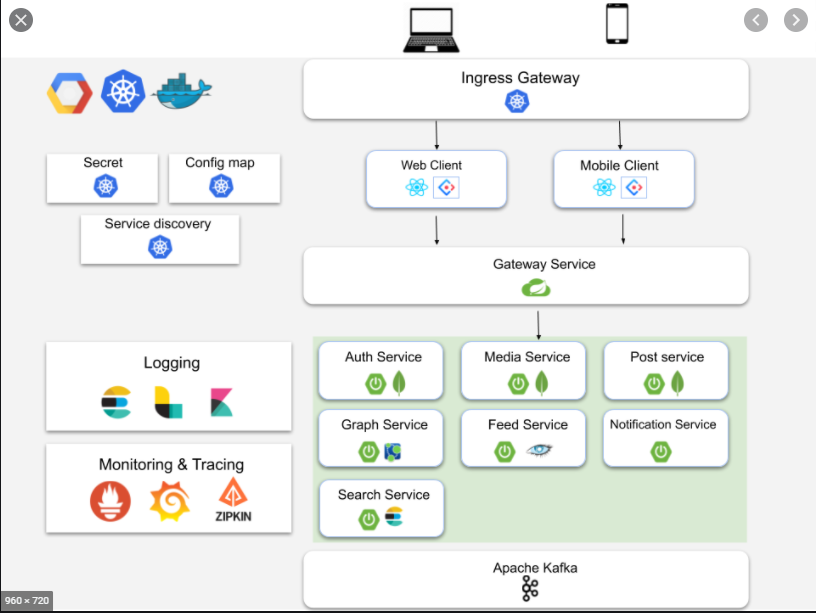 Ingress Gateway
Secret
Config map
Service discovery
Web Client
Mobile Client
Gateway Service
Logging
Monitoring & Tracing
ZIPKIN
Auth Service
Media Service
Post service
Graph Service
Feed Service
Notification Service
Search Service
Apache Kafka
960 × 720